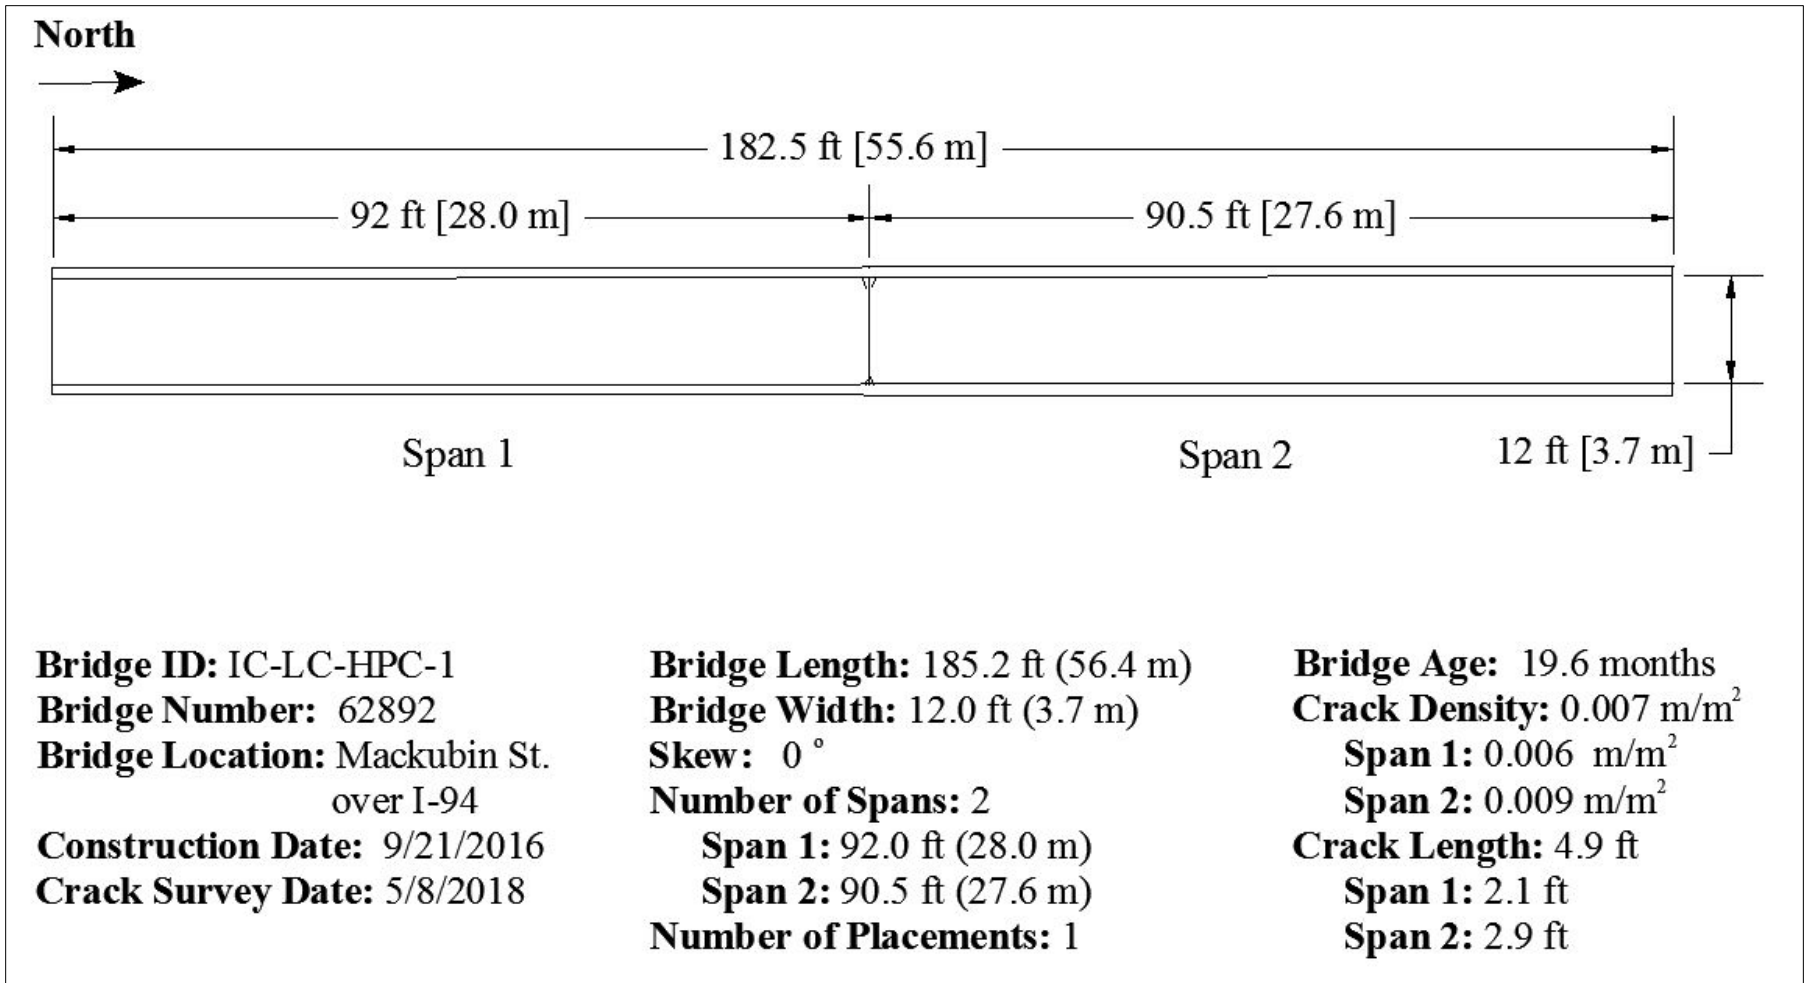 North
182.5 ft [55.6 m]
92 ft [28.0 m]
90.5 ft [27.6 m]
Span 1
Span 2
12 ft [3.7 m]
Bridge ID: IC-LC-HPC-1
Bridge Number: 62892
Bridge Location: Mackubin St.
over I-94
Construction Date: 9/21/2016
Crack Survey Date: 5/8/2018
Bridge Length: 185.2 ft (56.4 m)
Bridge Width: 12.0 ft (3.7 m)
Skew: 0 °
Number of Spans: 2
Span 1: 92.0 ft (28.0 m)
Span 2: 90.5 ft (27.6 m)
Number of Placements: 1
Bridge Age: 19.6 months
Crack Density: 0.007 m/m²
Span 1: 0.006 m/m²
Span 2: 0.009 m/m²
Crack Length: 4.9 ft
Span 1: 2.1 ft
Span 2: 2.9 ft